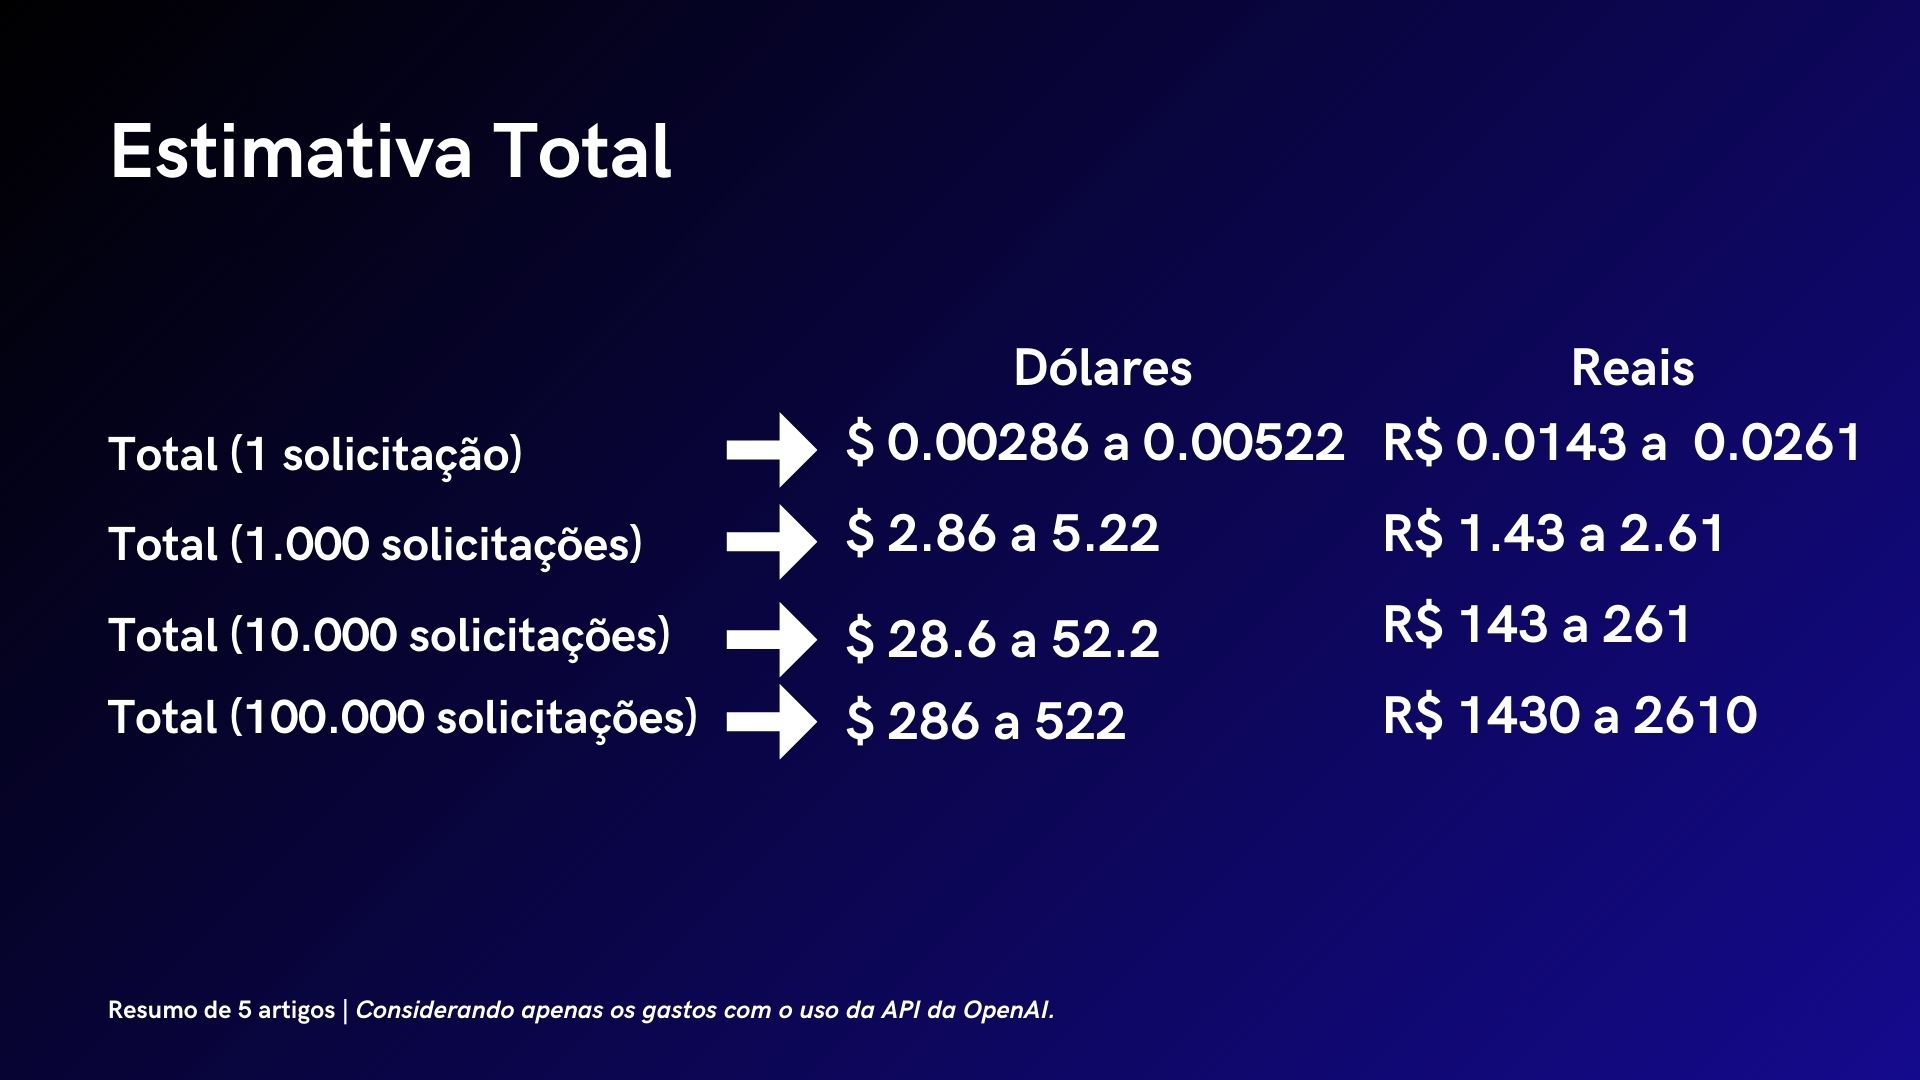 Estimativa Total
Dólares Reais
Total (1 solicitação) $ 0.00286 a 0.00522 R$ 0.0143 a 0.0261
Total (1.000 solicitações) $ 2.86 a 5.22 R$ 1.43 a 2.61
Total (10.000 solicitações) $ 28.6 a 52.2 R$ 143 a 261
Total (100.000 solicitações) $ 286 a 522 R$ 1430 a 2610
Resumo de 5 artigos | Considerando apenas os gastos com o uso da API da OpenAI.